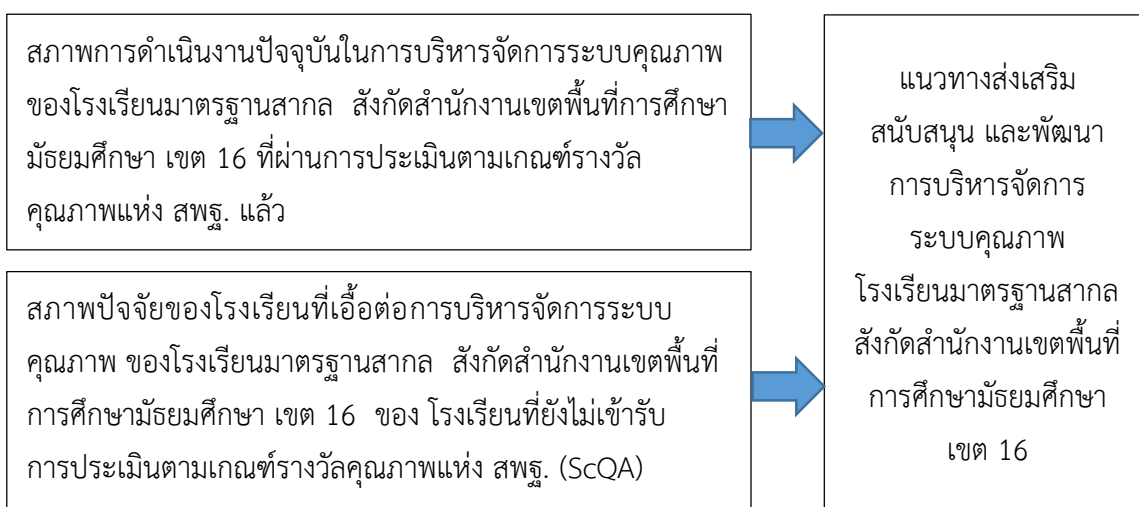 สภาพการดำเนินงานปัจจุบันในการบริหารจัดการระบบคุณภาพ
ของโรงเรียนมาตรฐานสากล สังกัดสำนักงานเขตพื้นที่การศึกษา
มัธยมศึกษา เขต 16 ที่ผ่านการประเมินตามเกณฑ์รางวัล
คุณภาพแห่ง สพฐ. แล้ว
สภาพปัจจัยของโรงเรียนที่เอื้อต่อการบริหารจัดการระบบ
คุณภาพ ของโรงเรียนมาตรฐานสากล สังกัดสำนักงานเขตพื้นที่
การศึกษามัธยมศึกษา เขต 16 ของ โรงเรียนที่ยังไม่เข้ารับ
การประเมินตามเกณฑ์รางวัลคุณภาพแห่ง สพฐ. (ScQA)
แนวทางส่งเสริม
สนับสนุน และพัฒนา
การบริหารจัดการ
ระบบคุณภาพ
โรงเรียนมาตรฐานสากล
สังกัดสำนักงานเขตพื้นที่
การศึกษามัธยมศึกษา
เขต 16